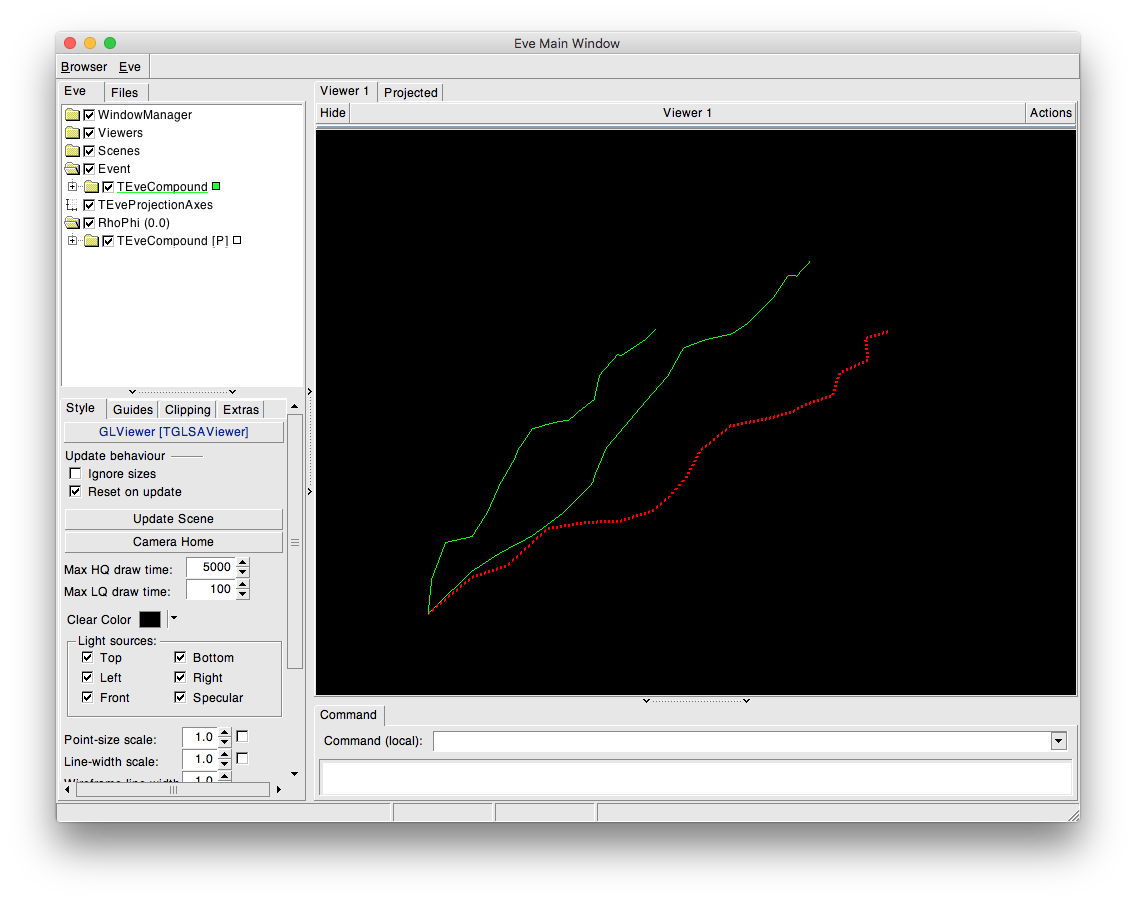 Eve Main Window
Browser Eve
Eve Files
WindowManager
Viewers
Scenes
Event
TEveCompound
TEveProjectionAxes
RhoPhi (0.0)
TEveCompound [P]
Style Guides Clipping Extras
GLViewer [TGLSAViewer]
Update behaviour
Ignore sizes
Reset on update
Update Scene
Camera Home
Max HQ draw time: 5000
Max LQ draw time: 100
Clear Color
Light sources:
Top Bottom
Left Right
Front Specular
Point-size scale: 1.0
Line-width scale: 1.0
Wireframe line-width 1.0
Viewer 1 Projected
Hide Viewer 1 Actions
Command
Command (local):